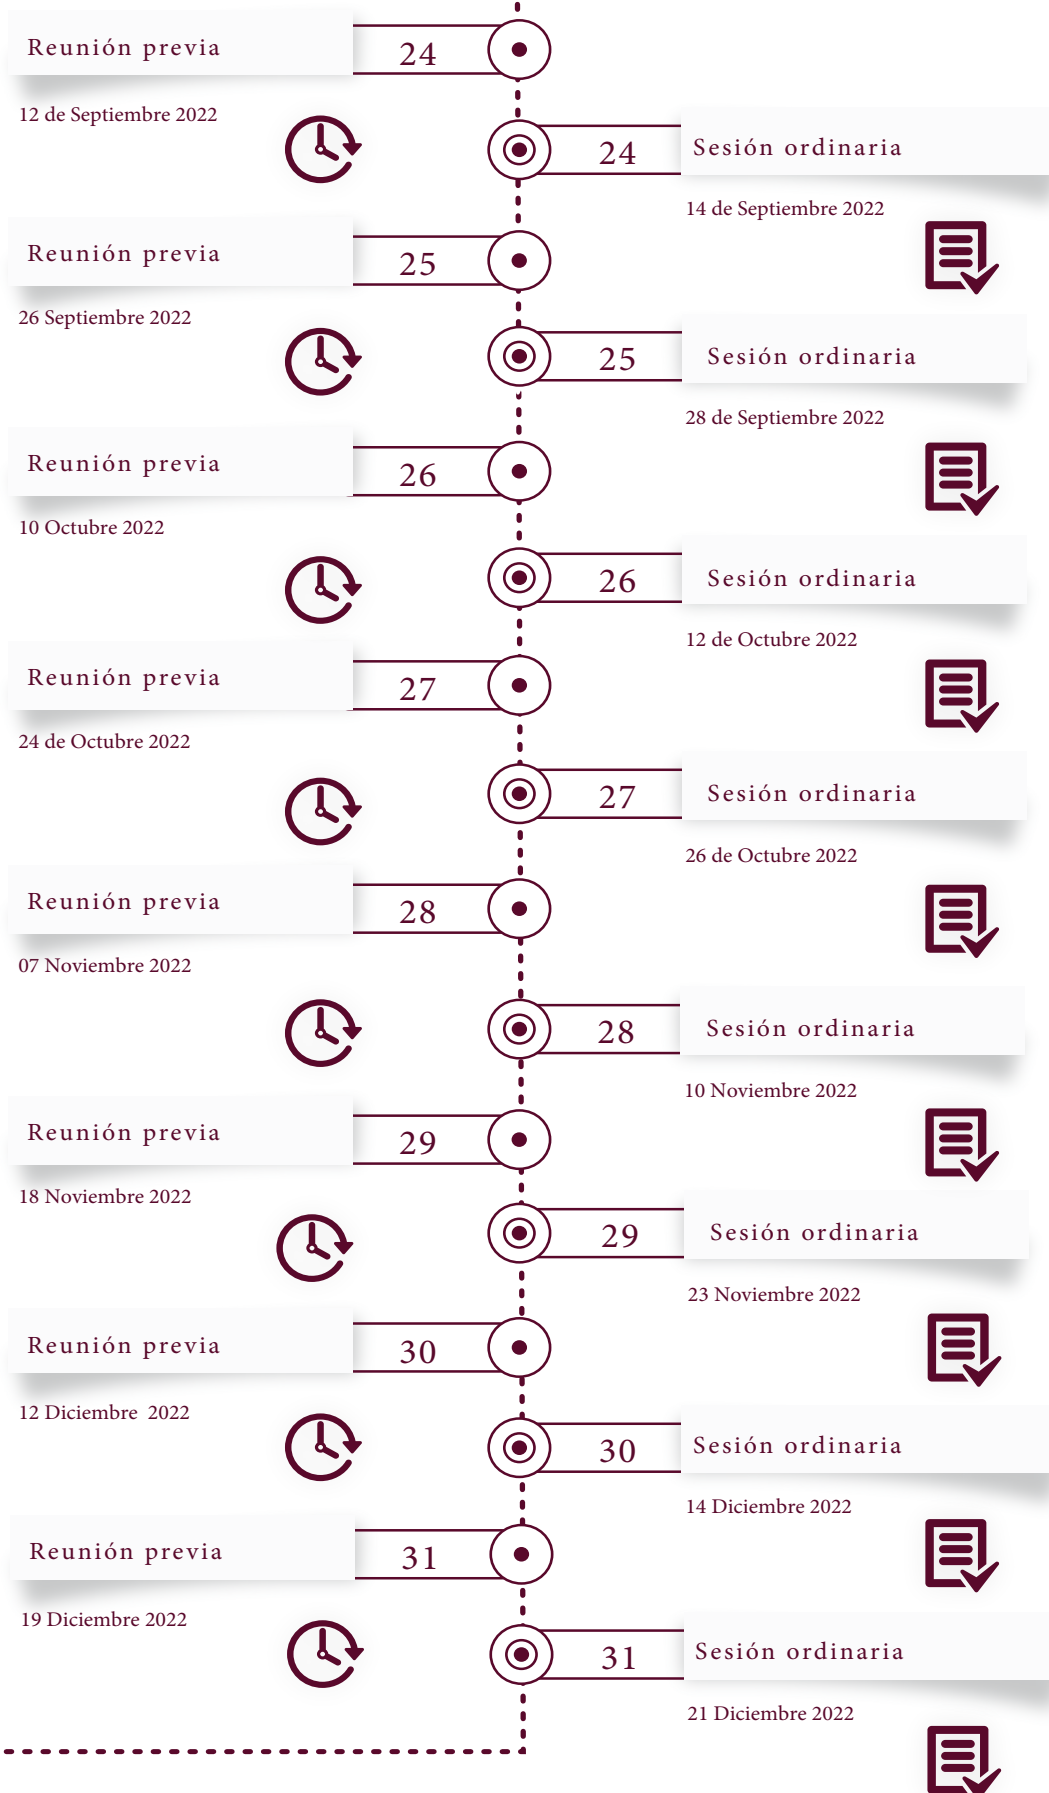 Reunión previa
24
12 de Septiembre 2022
24
Sesión ordinaria
14 de Septiembre 2022
Reunión previa
25
26 Septiembre 2022
25
Sesión ordinaria
28 de Septiembre 2022
Reunión previa
26
10 Octubre 2022
26
Sesión ordinaria
12 de Octubre 2022
Reunión previa
27
24 de Octubre 2022
27
Sesión ordinaria
26 de Octubre 2022
Reunión previa
28
07 Noviembre 2022
28
Sesión ordinaria
10 Noviembre 2022
Reunión previa
29
18 Noviembre 2022
29
Sesión ordinaria
23 Noviembre 2022
Reunión previa
30
12 Diciembre  2022
30
Sesión ordinaria
14 Diciembre 2022
Reunión previa
31
19 Diciembre 2022
31
Sesión ordinaria
21 Diciembre 2022